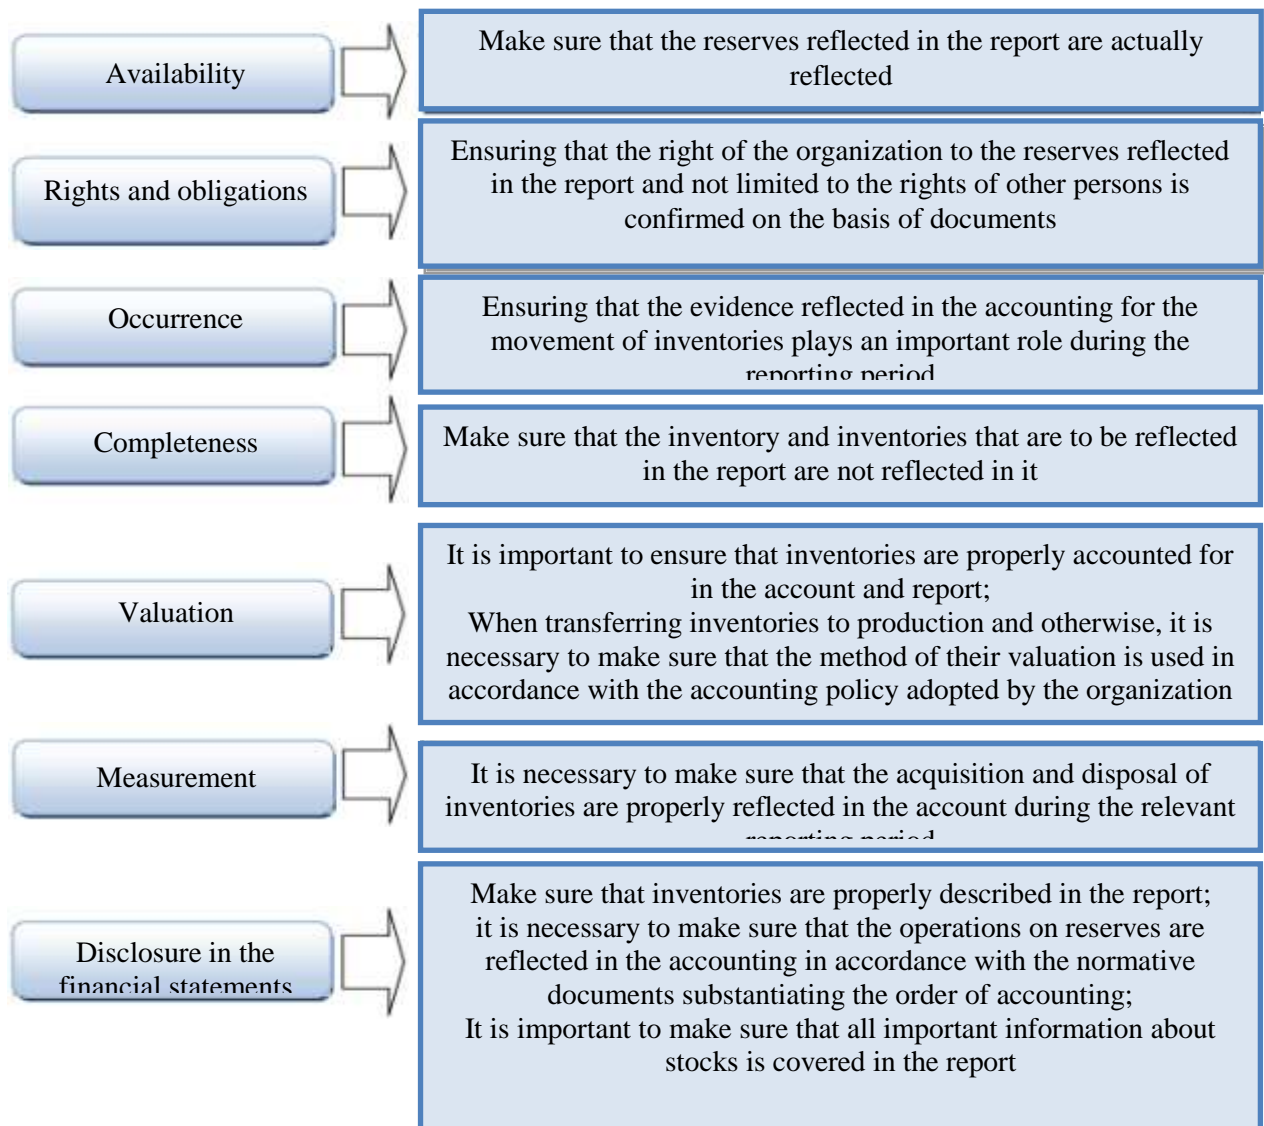 Availability
Make sure that the reserves reflected in the report are actually
reflected
Rights and obligations
Ensuring that the right of the organization to the reserves reflected
in the report and not limited to the rights of other persons is
confirmed on the basis of documents
Occurrence
Ensuring that the evidence reflected in the accounting for the
movement of inventories plays an important role during the
reporting period
Completeness
Make sure that the inventory and inventories that are to be reflected
in the report are not reflected in it
Valuation
It is important to ensure that inventories are properly accounted for
in the account and report;
When transferring inventories to production and otherwise, it is
necessary to make sure that the method of their valuation is used in
accordance with the accounting policy adopted by the organization
Measurement
It is necessary to make sure that the acquisition and disposal of
inventories are properly reflected in the account during the relevant
reporting period
Disclosure in the
financial statements
Make sure that inventories are properly described in the report;
it is necessary to make sure that the operations on reserves are
reflected in the accounting in accordance with the normative
documents substantiating the order of accounting;
It is important to make sure that all important information about
stocks is covered in the report